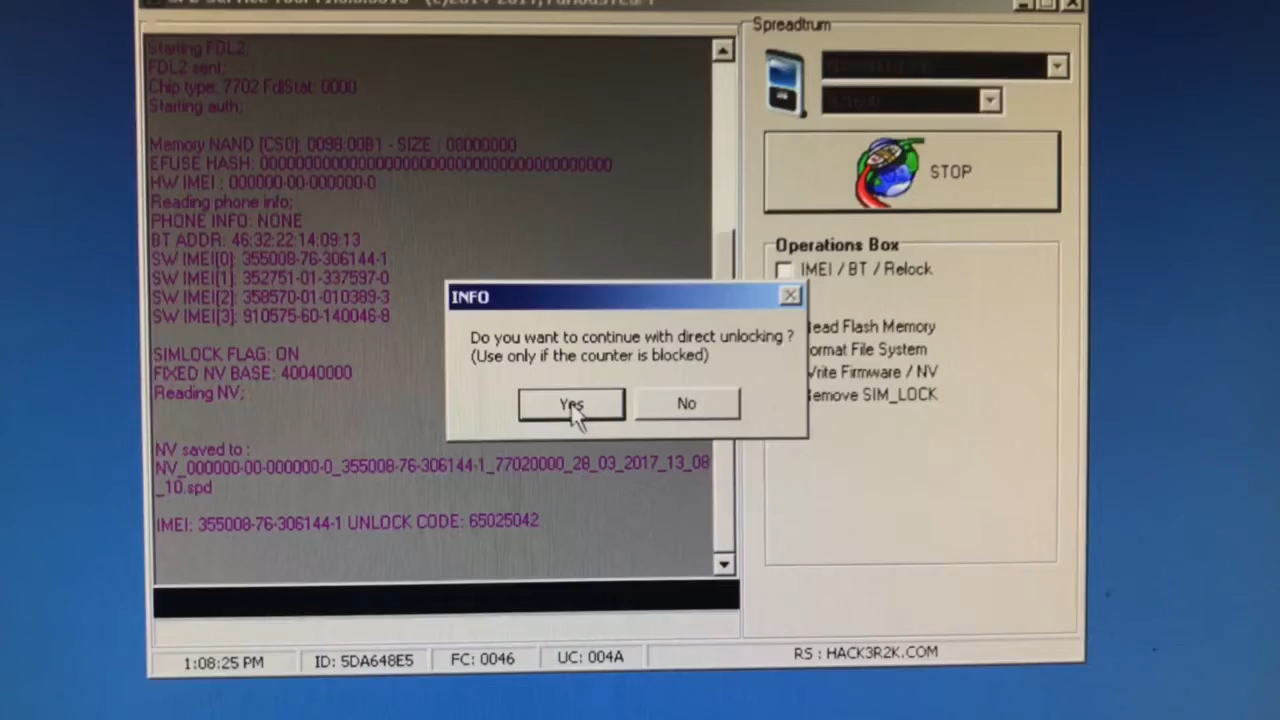 Spreadtrum
Starting FDL2;
FDL2 sent;
Chip type: 7702 FdlStat: 0000
Starting auth;
Memory NAND [CS0]: 0098:00B1 - SIZE : 08000000
EFUSE HASH: 0000000000000000000000000000000000000000
HW IMEI : 000000-00-000000-0
Reading phone info;
PHONE INFO: NONE
BT ADDR: 46:32:22:14:09:13
SW IMEI[0]: 355008-76-306144-1
SW IMEI[1]: 352751-01-337597-0
SW IMEI[2]: 358570-01-010389-3
SW IMEI[3]: 910575-60-140046-8
SIMLOCK FLAG: ON
FIXED NV BASE: 40040000
Reading NV;
NV saved to :
NV_000000-00-000000-0_355008-76-306144-1_77020000_28_03_2017_13_08
_10.spd
IMEI: 355008-76-306144-1 UNLOCK CODE: 65025042
STOP
Operations Box
IMEI / BT / Relock
Flash Memory
File System
Firmware / NV
SIM_LOCK
INFO
Do you want to continue with direct unlocking ?
(Use only if the counter is blocked)
Yes
No
1:08:25 PM
ID: 5DA648E5
FC: 0046
UC: 004A
RS : HACK3R2K.COM